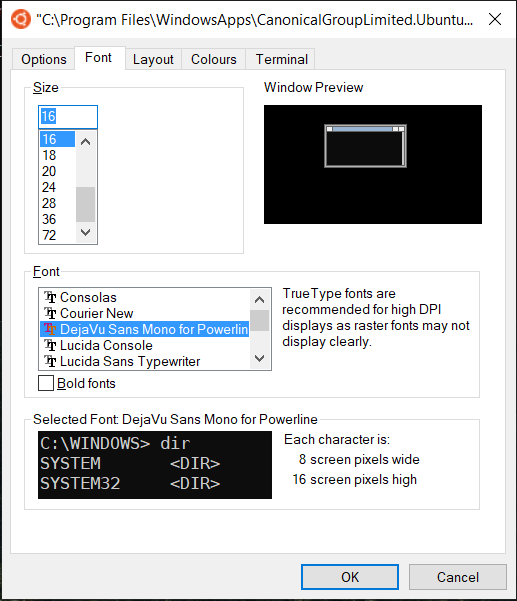 "C:\Program Files\WindowsApps\CanonicalGroupLimited.Ubuntu...
Options Font Layout Colours Terminal
Size
16
16
18
20
24
28
36
72
Window Preview
Font
Consolas
Courier New
DejaVu Sans Mono for Powerlin
Lucida Console
Lucida Sans Typewriter
Bold fonts
TrueType fonts are
recommended for high DPI
displays as raster fonts may not
display clearly.
Selected Font: DejaVu Sans Mono for Powerline
C:\WINDOWS> dir
SYSTEM <DIR>
SYSTEM32 <DIR>
Each character is:
8 screen pixels wide
16 screen pixels high
OK Cancel